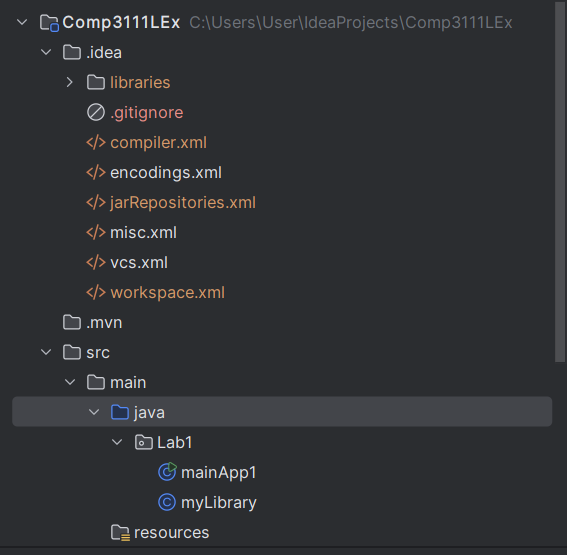 Comp3111LEx C:\Users\User\IdeaProjects\Comp3111LEx
.idea
libraries
.gitignore
compiler.xml
encodings.xml
jarRepositories.xml
misc.xml
vcs.xml
workspace.xml
.mvn
src
main
java
Lab1
mainApp1
myLibrary
resources